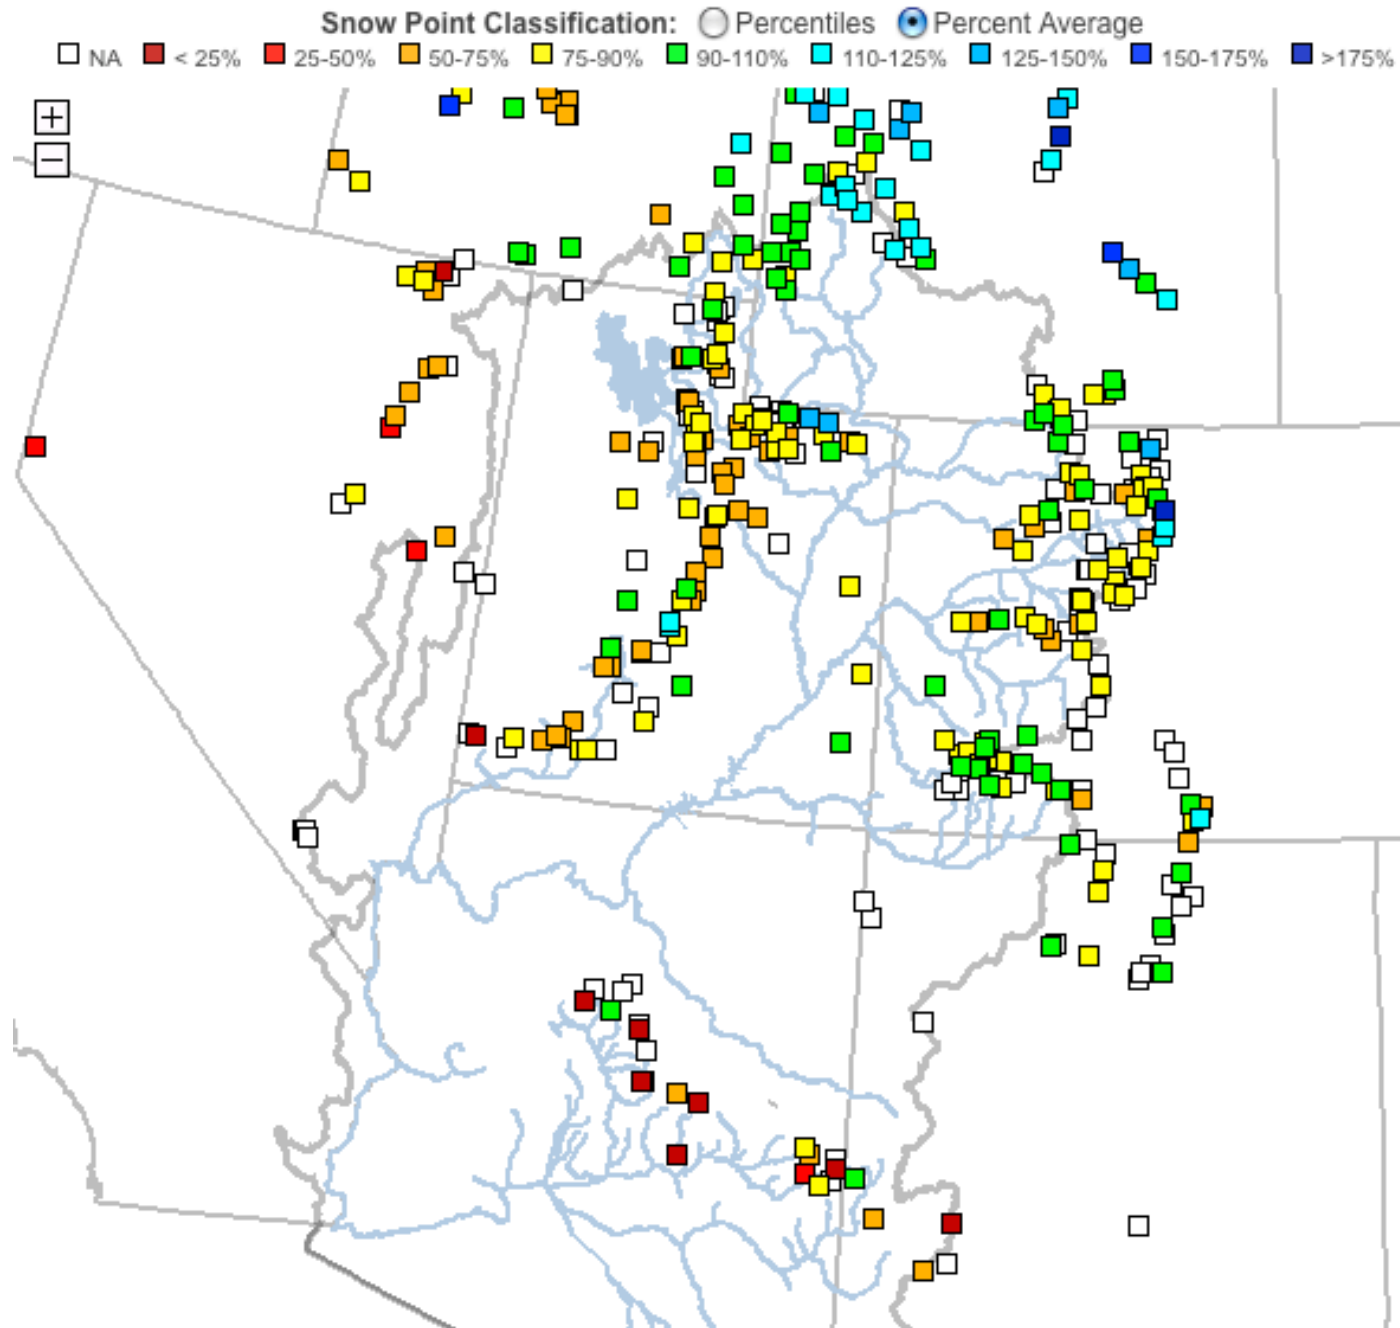 Snow Point Classification: Percentiles Percent Average
NA < 25% 25-50% 50-75% 75-90% 90-110% 110-125% 125-150% 150-175% >175%
+
−